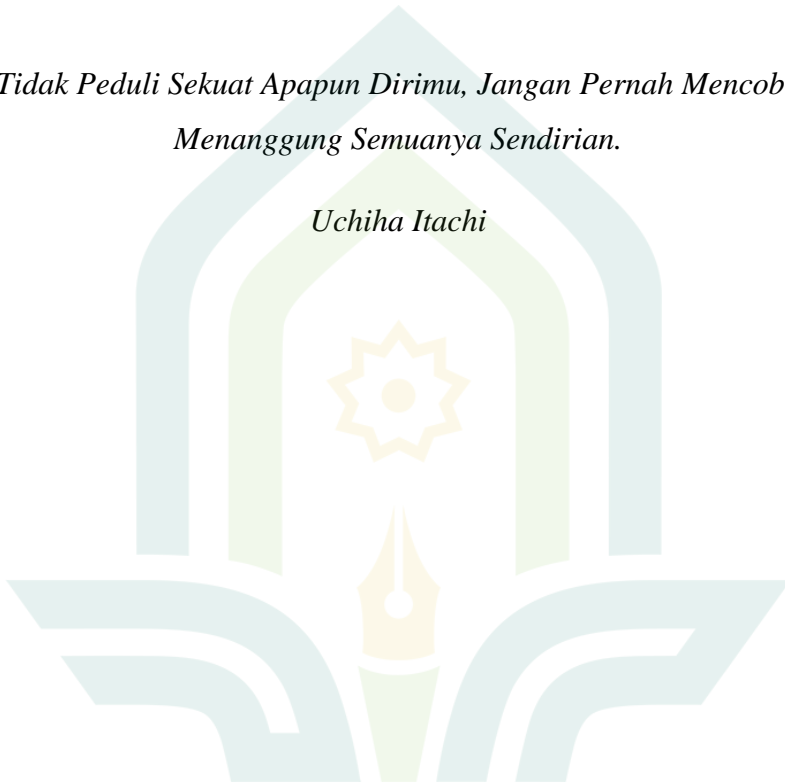 Tidak Peduli Sekuat Apapun Dirimu, Jangan Pernah Mencob
Menanggung Semuanya Sendirian.
Uchiha Itachi